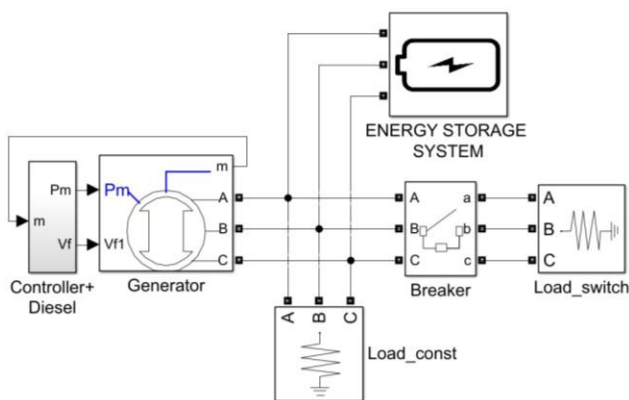 ENERGY STORAGE
SYSTEM
m
Pm
Vf
Controller+
Diesel
Pm
Vf1
m
A
B
C
Generator
A
B
C
a
b
c
Breaker
A
B
C
Load_switch
A
B
C
Load_const